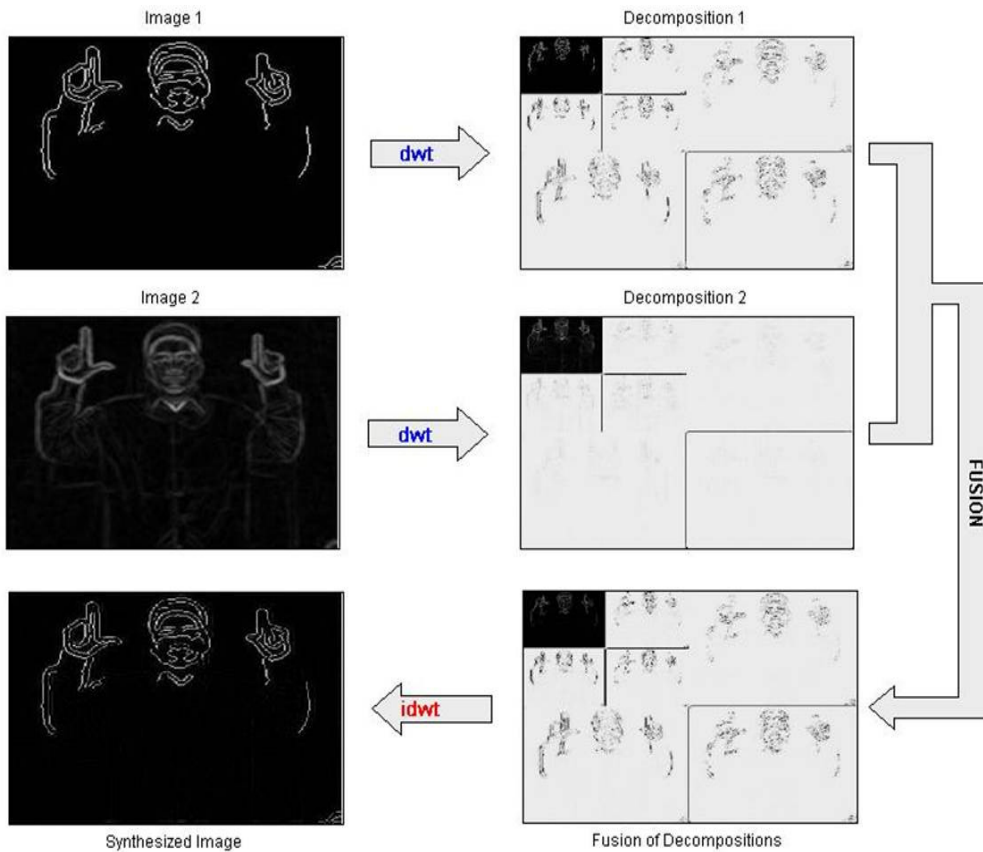 Image 1
Decomposition 1
dwt
Image 2
Decomposition 2
dwt
FUSION
idwt
Synthesized Image
Fusion of Decompositions